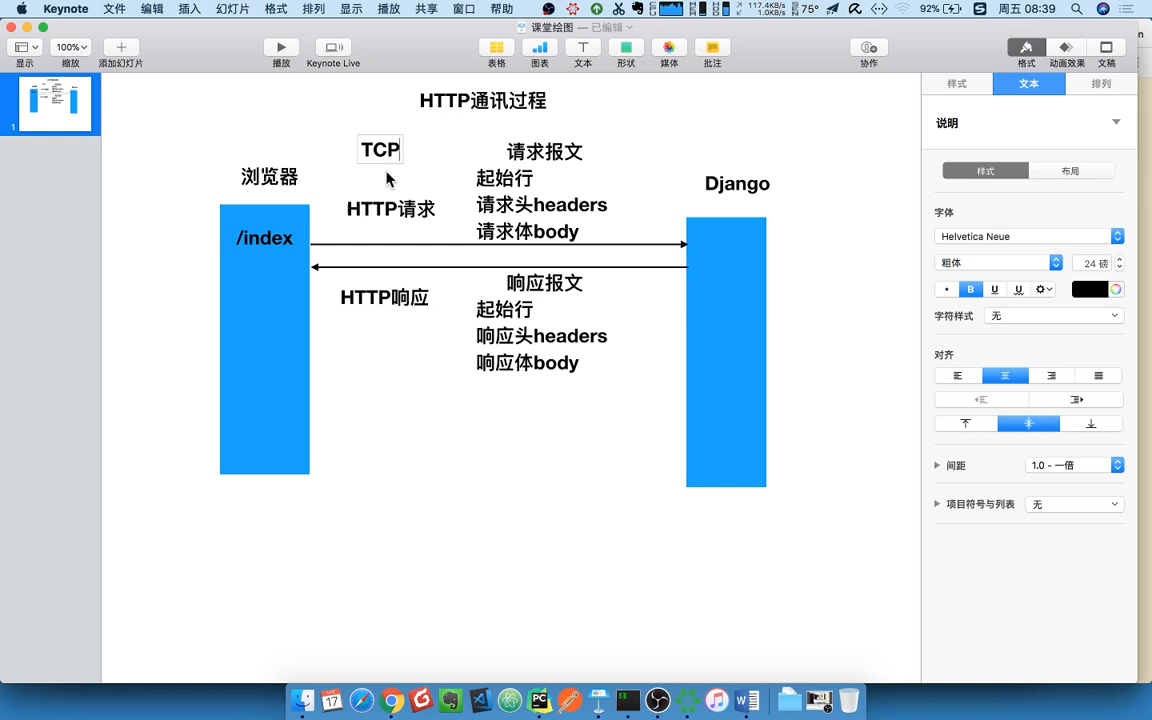 Keynote 文件 编辑 插入 幻灯片 格式 排列 显示 播放 共享 窗口 帮助
117.4KB/s
1.0KB/s
75°
92%
周五 08:39
课堂绘图 — 已编辑
100%
显示 缩放 添加幻灯片 播放 Keynote Live 表格 图表 文本 形状 媒体 批注 协作 格式 动画效果 文稿
1
HTTP通讯过程
TCP
浏览器
/index
HTTP请求
请求报文
起始行
请求头headers
请求体body
HTTP响应
响应报文
起始行
响应头headers
响应体body
Django
样式 文本 排列
说明
样式 布局
字体
Helvetica Neue
粗体 24 磅
B U U
字符样式 无
对齐
间距 1.0 - 一倍
项目符号与列表 无